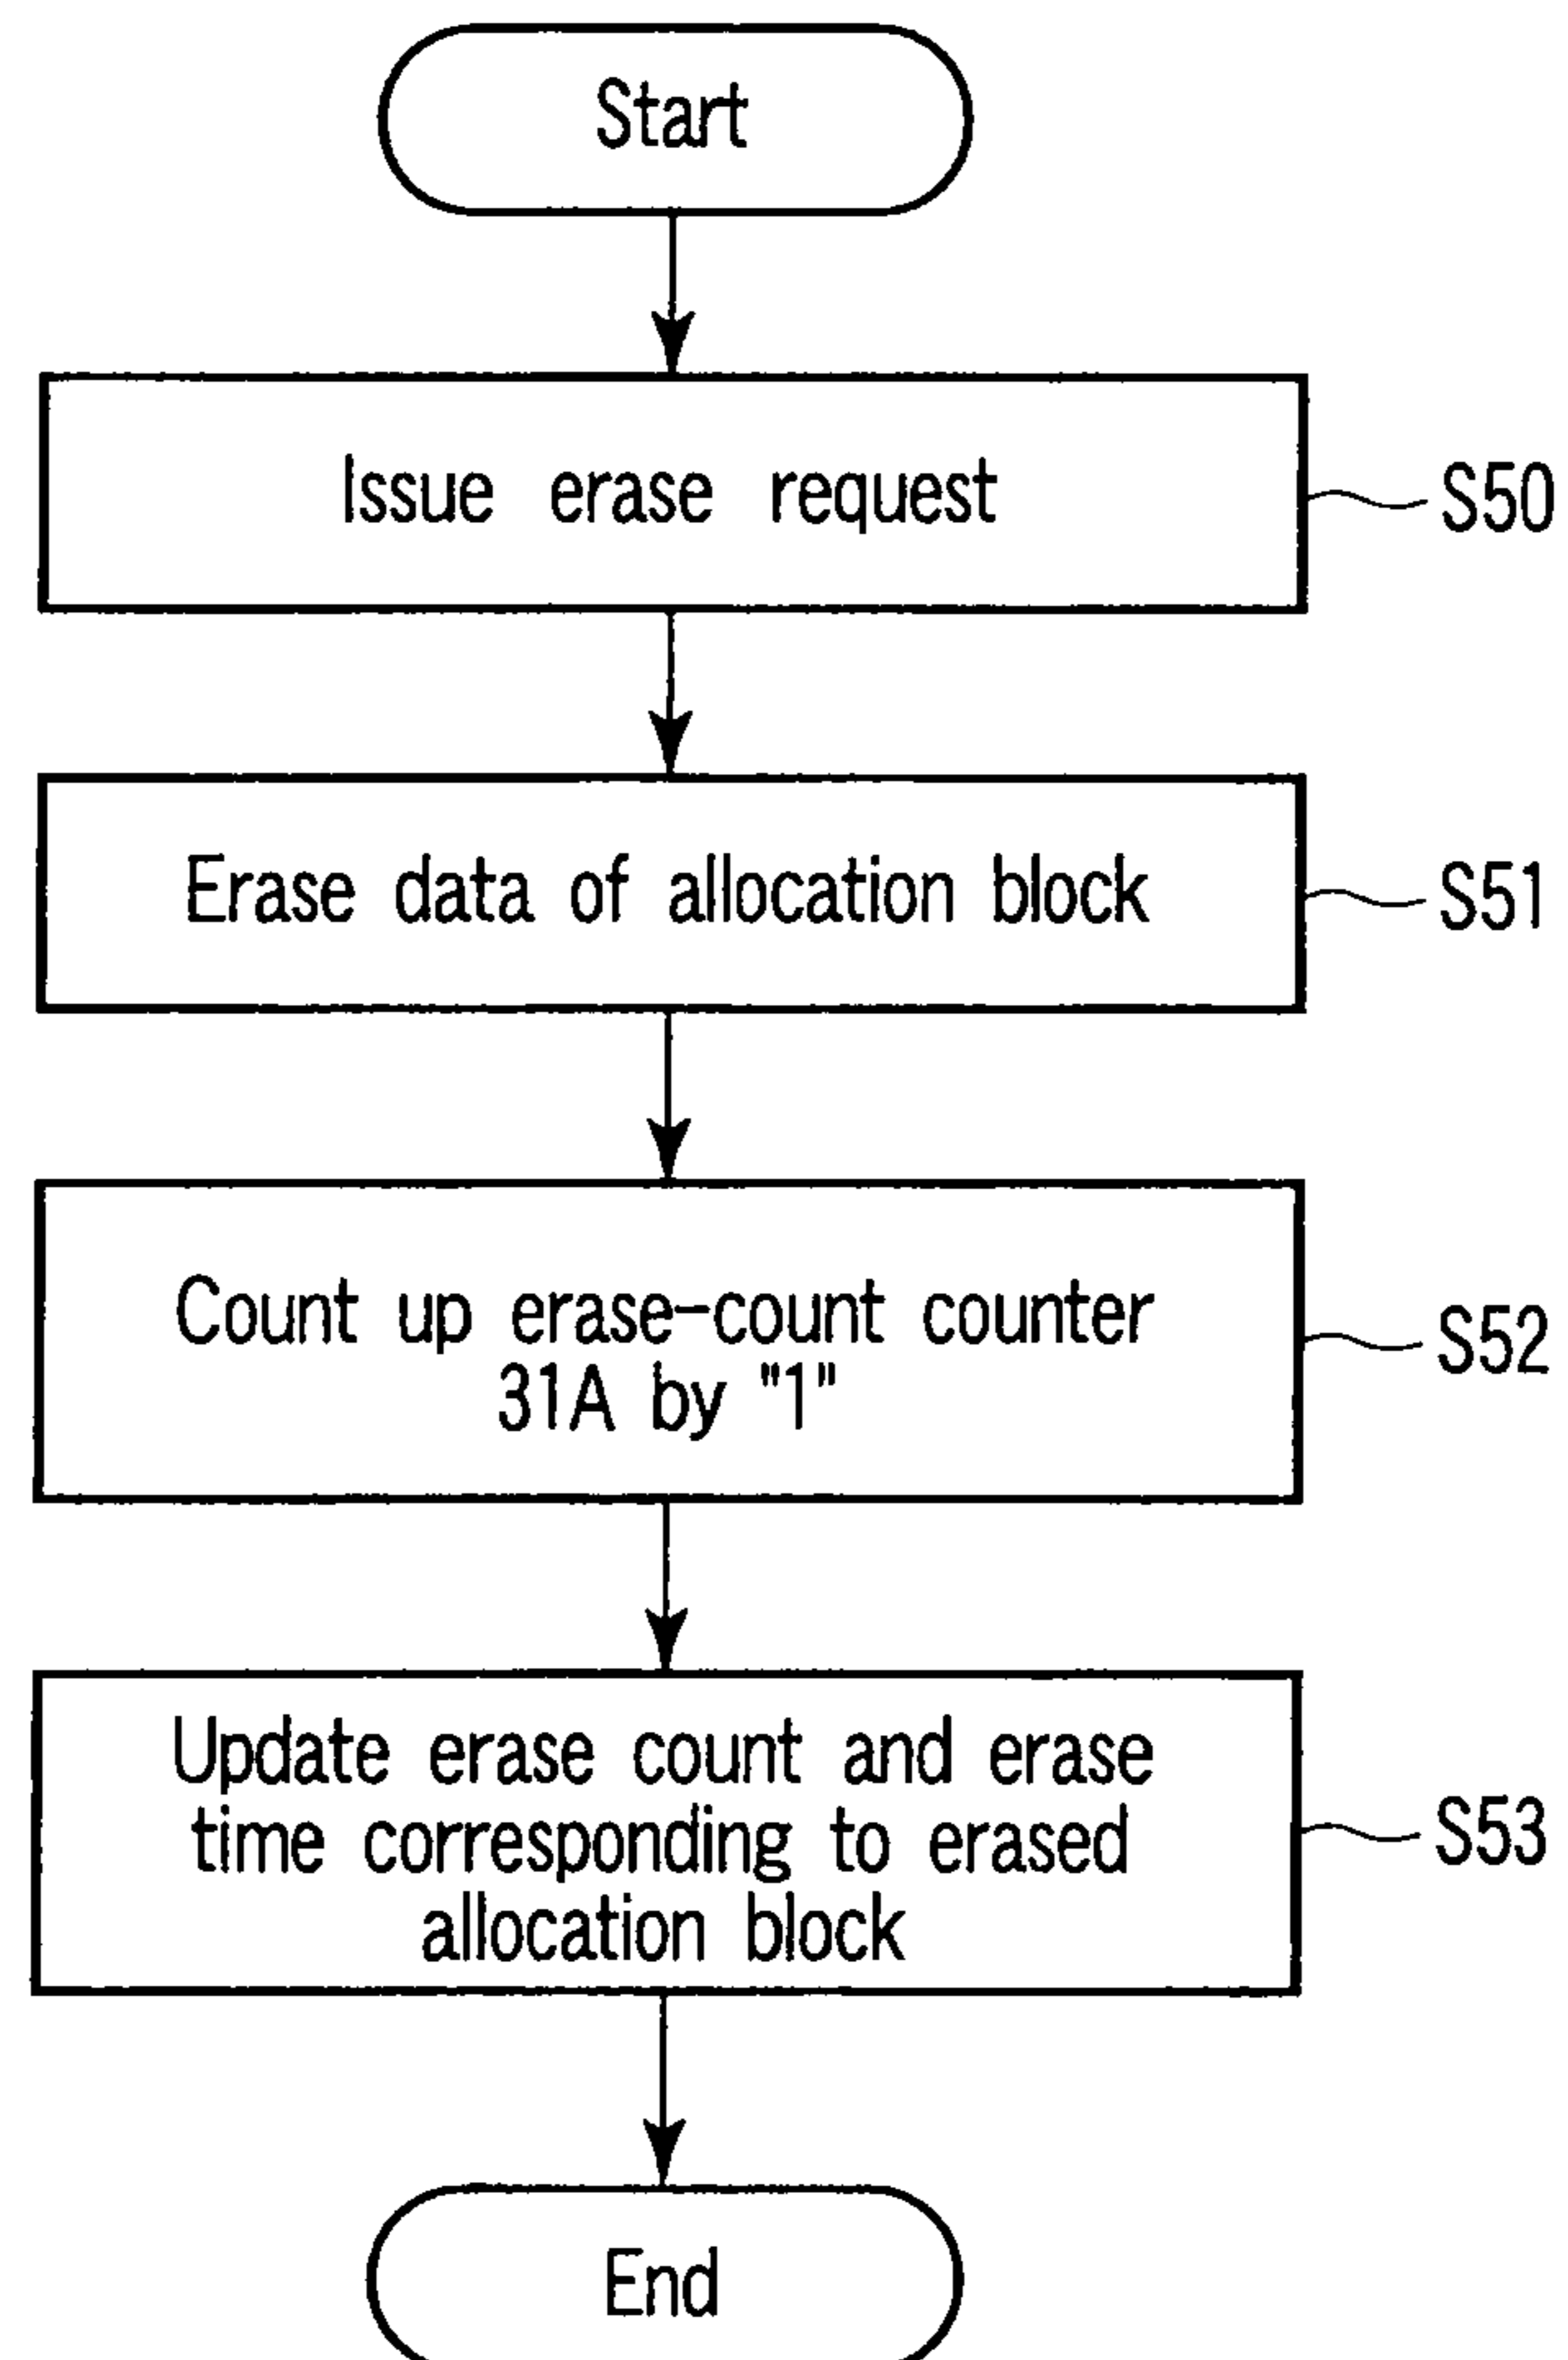 Start
Issue erase request
S50
Erase data of allocation block
S51
Count up erase-count counter
31A by "1"
S52
Update erase count and erase
time corresponding to erased
allocation block
S53
End